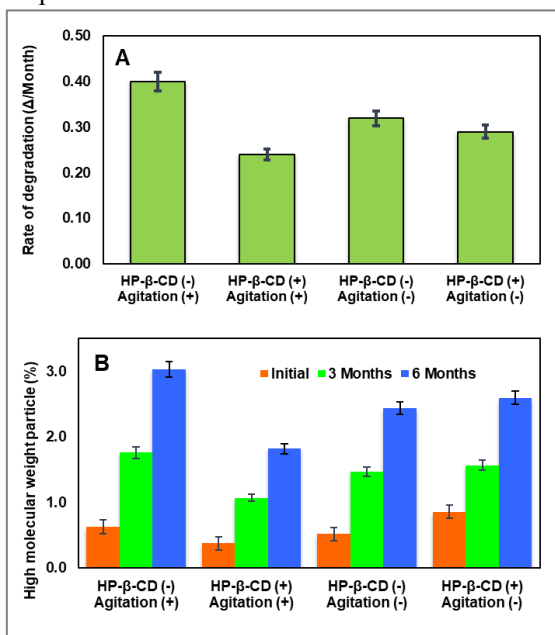 A
Rate of degradation (Δ/Month)
0.50
0.40
0.30
0.20
0.10
0.00
HP-β-CD (-) HP-β-CD (+) HP-β-CD (-) HP-β-CD (+)
Agitation (+) Agitation (+) Agitation (-) Agitation (-)
B
Initial 3 Months 6 Months
High molecular weight particle (%)
3.0
2.0
1.0
0.0
HP-β-CD (-) HP-β-CD (+) HP-β-CD (-) HP-β-CD (+)
Agitation (+) Agitation (+) Agitation (-) Agitation (-)